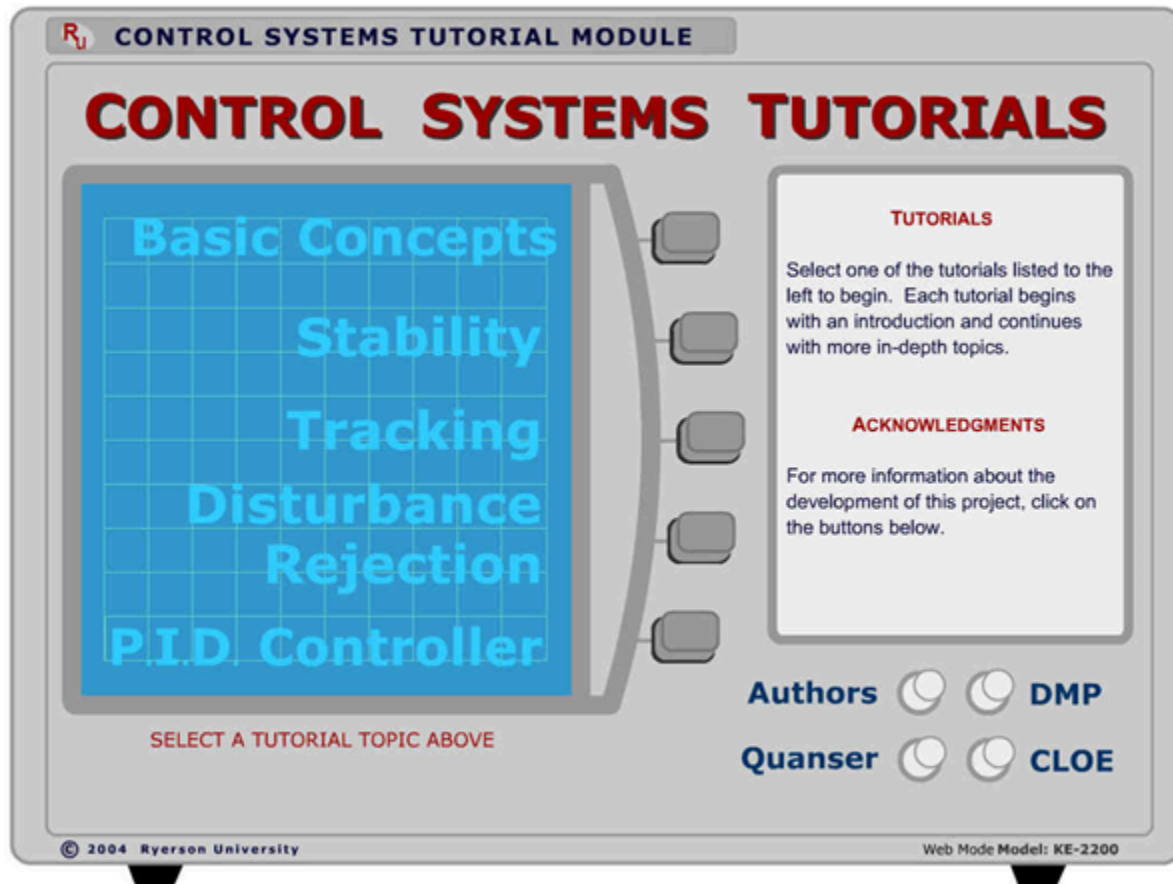 Ru CONTROL SYSTEMS TUTORIAL MODULE
CONTROL SYSTEMS TUTORIALS
Basic Concepts
Stability
Tracking
Disturbance
Rejection
P.I.D. Controller
SELECT A TUTORIAL TOPIC ABOVE
TUTORIALS
Select one of the tutorials listed to the
left to begin. Each tutorial begins
with an introduction and continues
with more in-depth topics.
ACKNOWLEDGMENTS
For more information about the
development of this project, click on
the buttons below.
Authors DMP
Quanser CLOE
© 2004 Ryerson University Web Mode Model: KE-2200